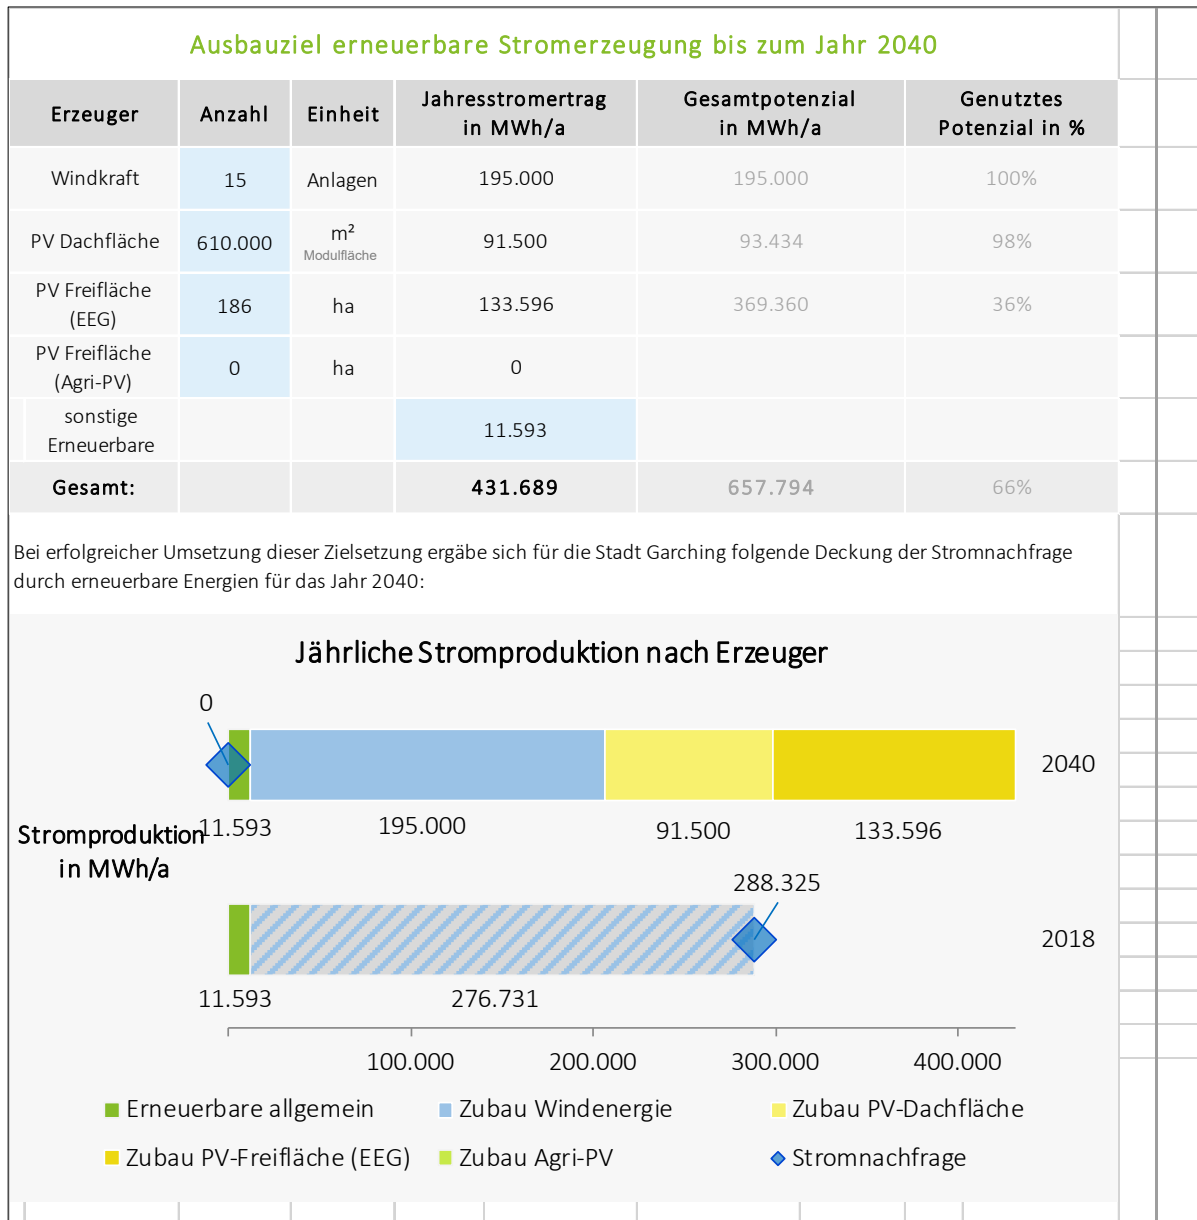 Ausbauziel erneuerbare Stromerzeugung bis zum Jahr 2040
Erzeuger Anzahl Einheit Jahresstromertrag in MWh/a Gesamtpotenzial in MWh/a Genutztes Potenzial in %
Windkraft 15 Anlagen 195.000 195.000 100%
PV Dachfläche 610.000 m² Modulfläche 91.500 93.434 98%
PV Freifläche (EEG) 186 ha 133.596 369.360 36%
PV Freifläche (Agri-PV) 0 ha 0
sonstige Erneuerbare 11.593
Gesamt: 431.689 657.794 66%
Bei erfolgreicher Umsetzung dieser Zielsetzung ergäbe sich für die Stadt Garching folgende Deckung der Stromnachfrage
durch erneuerbare Energien für das Jahr 2040:
Jährliche Stromproduktion nach Erzeuger
0
2040
11.593 195.000 91.500 133.596
Stromproduktion
in MWh/a
288.325
2018
11.593 276.731
100.000 200.000 300.000 400.000
Erneuerbare allgemein Zubau Windenergie Zubau PV-Dachfläche
Zubau PV-Freifläche (EEG) Zubau Agri-PV Stromnachfrage